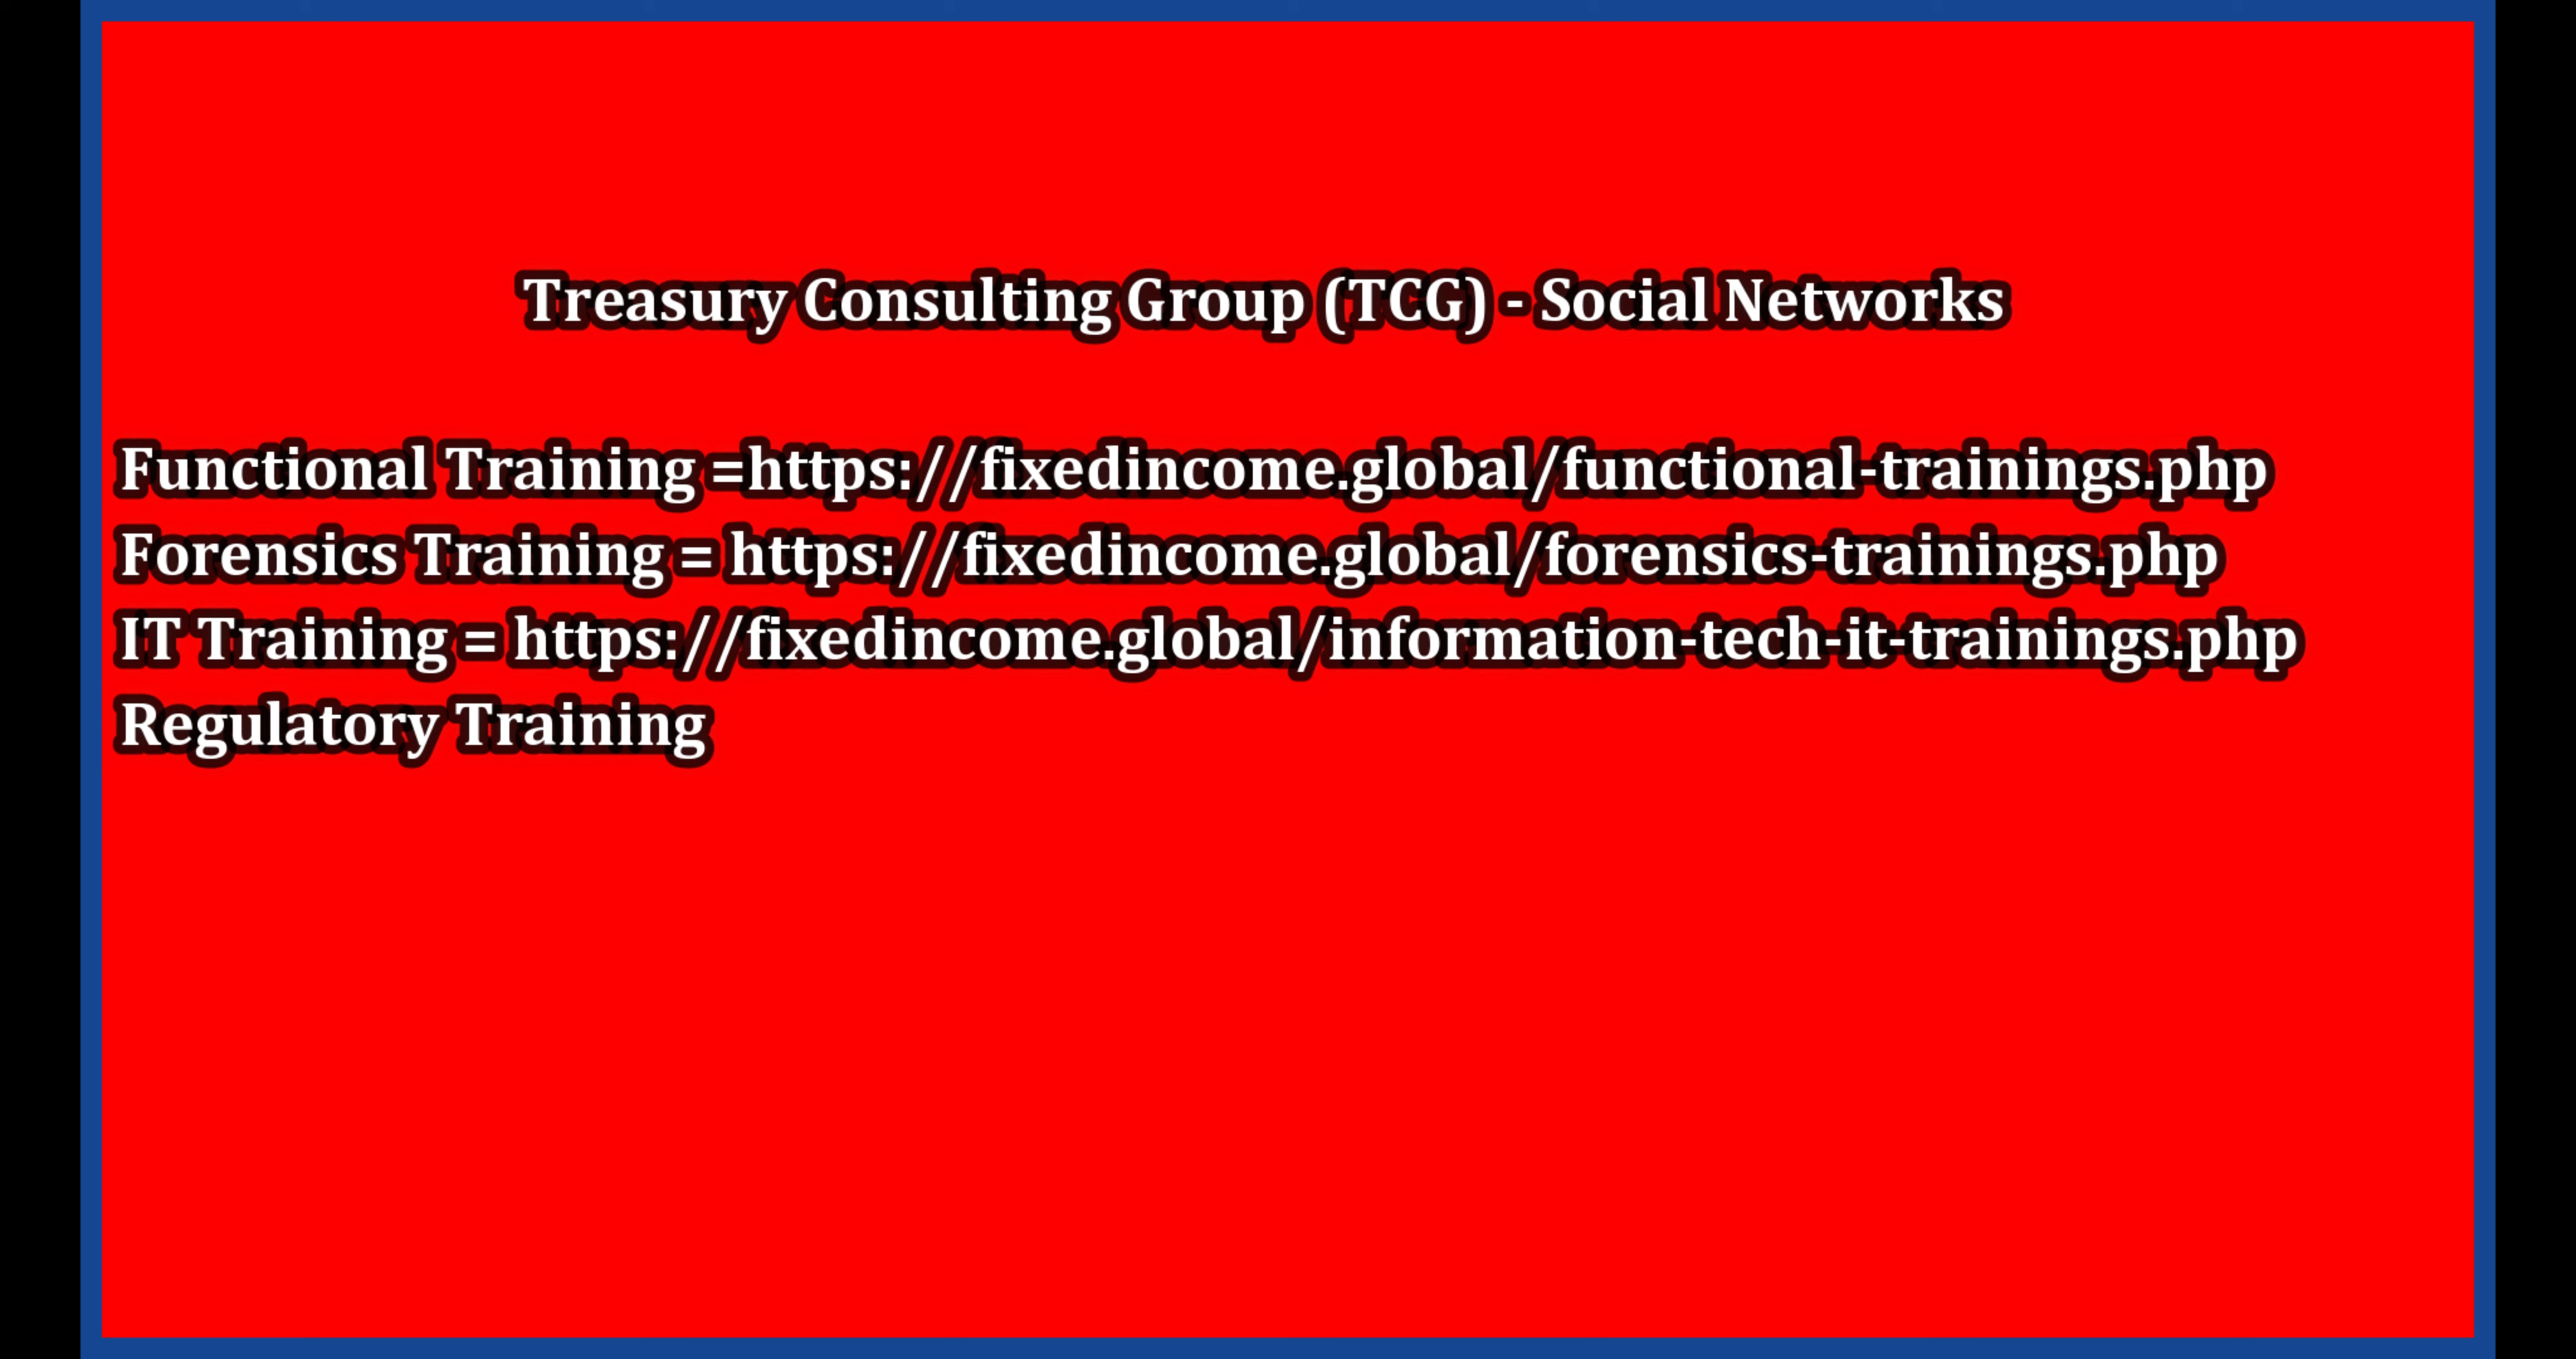 Treasury Consulting Group (TCG) - Social Networks
Functional Training =https://fixedincome.global/functional-trainings.php
Forensics Training = https://fixedincome.global/forensics-trainings.php
IT Training = https://fixedincome.global/information-tech-it-trainings.php
Regulatory Training